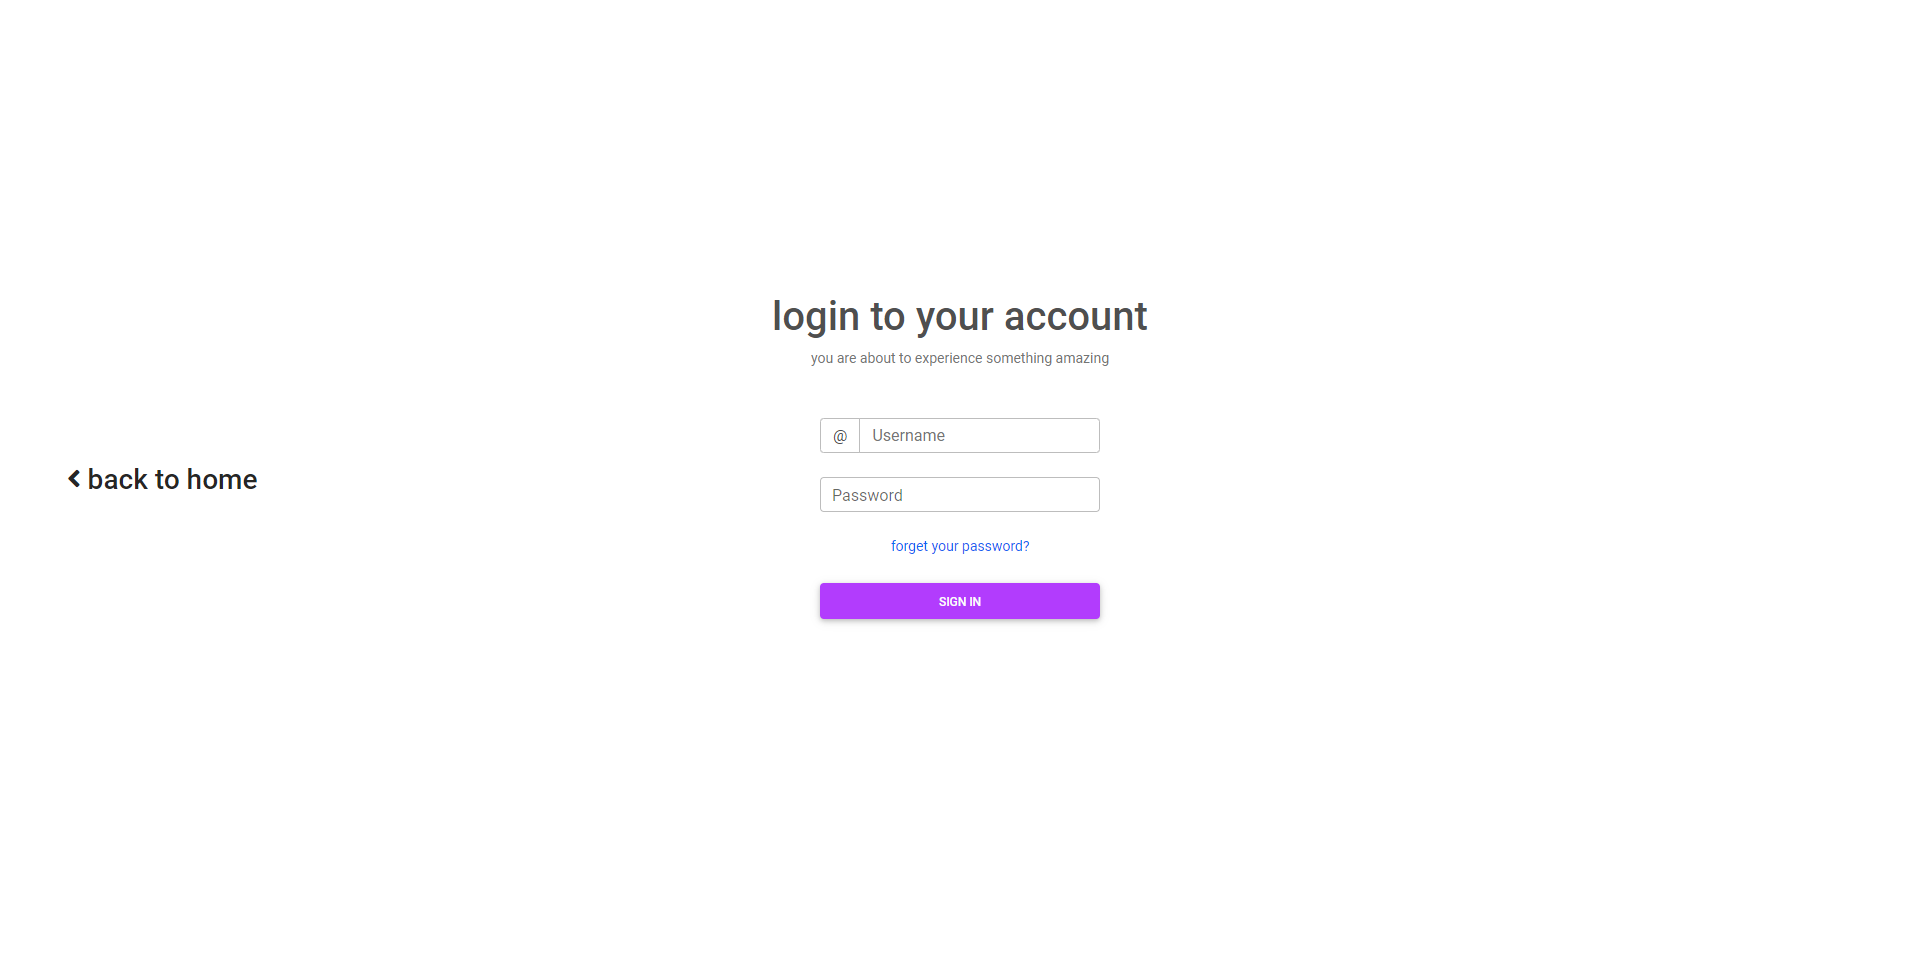 login to your account
you are about to experience something amazing
@ Username
back to home
Password
forget your password?
SIGN IN